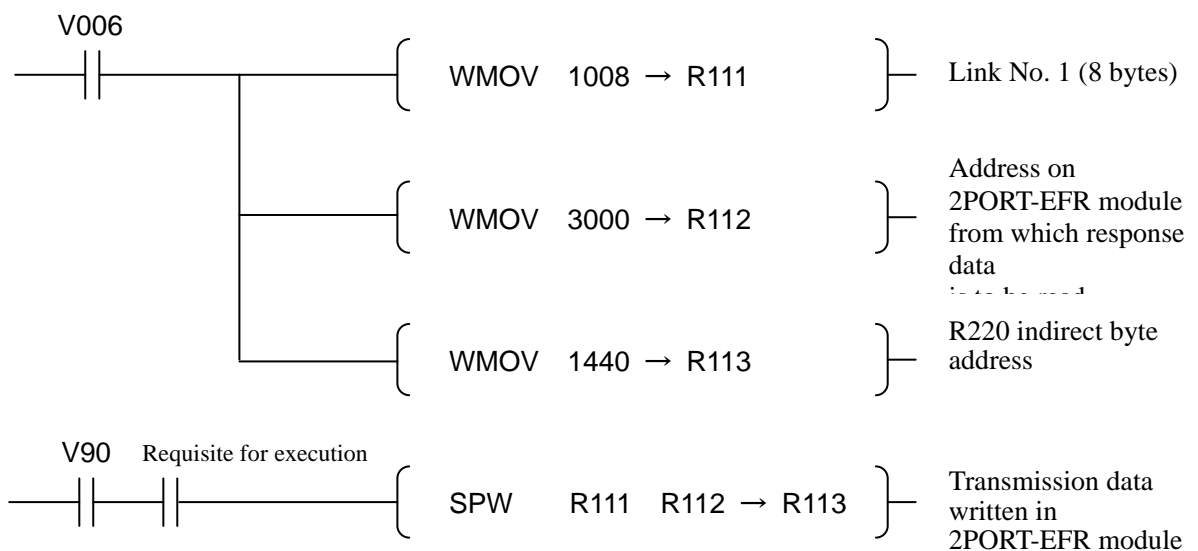 V006
WMOV 1008 → R111
Link No. 1 (8 bytes)
WMOV 3000 → R112
Address on
2PORT-EFR module
from which response
data
WMOV 1440 → R113
R220 indirect byte
address
V90 Requisite for execution
SPW R111 R112 → R113
Transmission data
written in
2PORT-EFR module